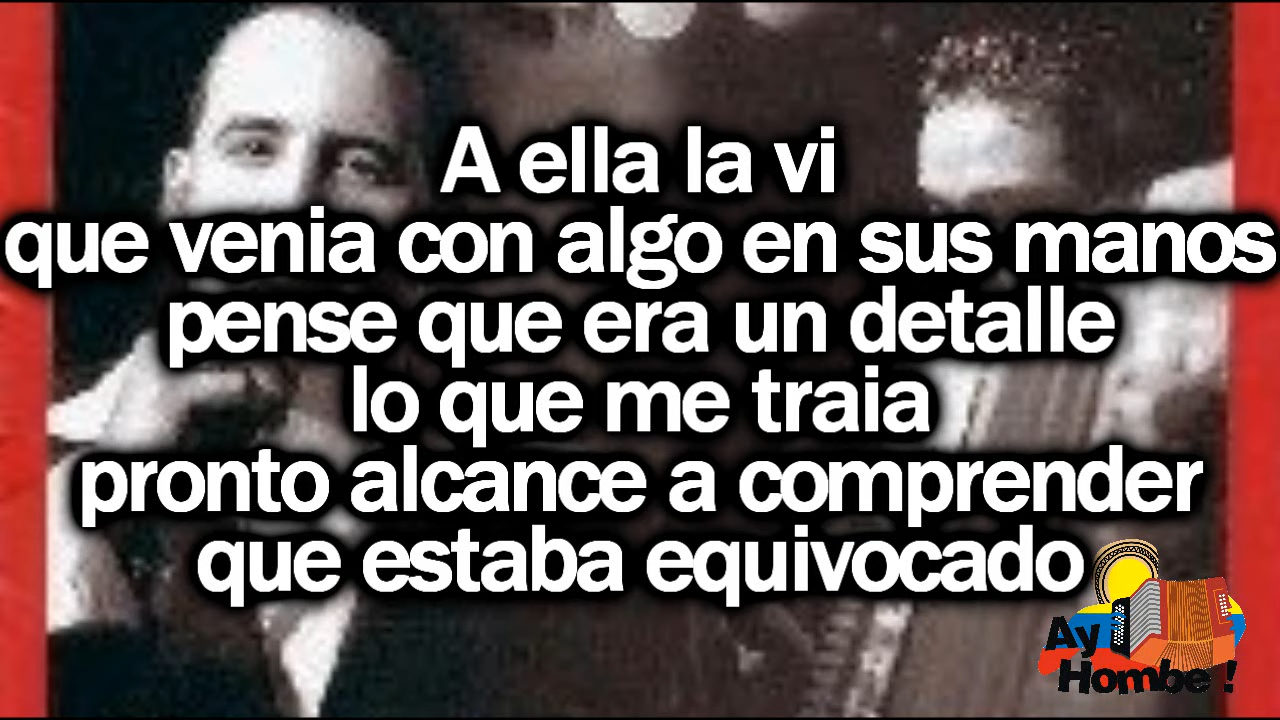 A ella la vi
que venia con algo en sus manos
pense que era un detalle
lo que me traia
pronto alcance a comprender
que estaba equivocado
Ay
Hombe !